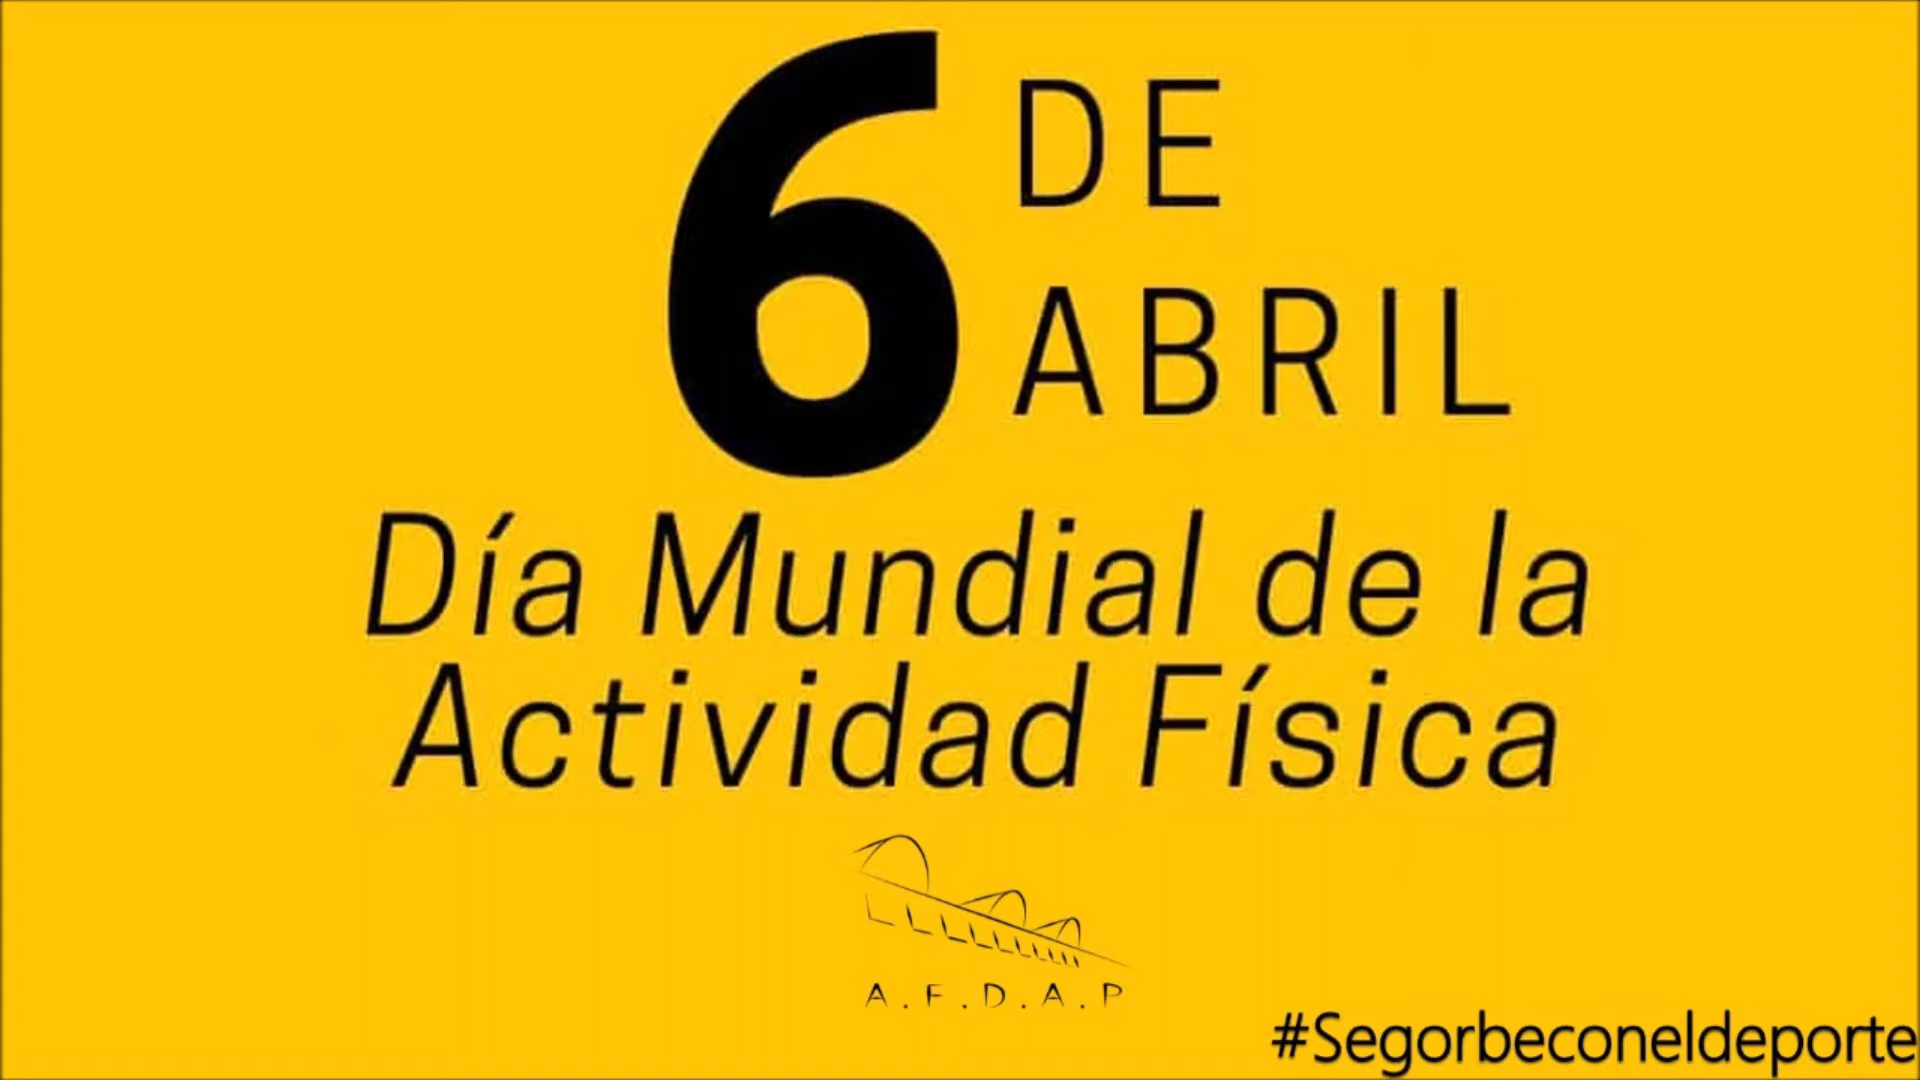 6 DE
ABRIL
Día Mundial de la
Actividad Física
A.F.D.A.P
#Segorbeconeldeporte